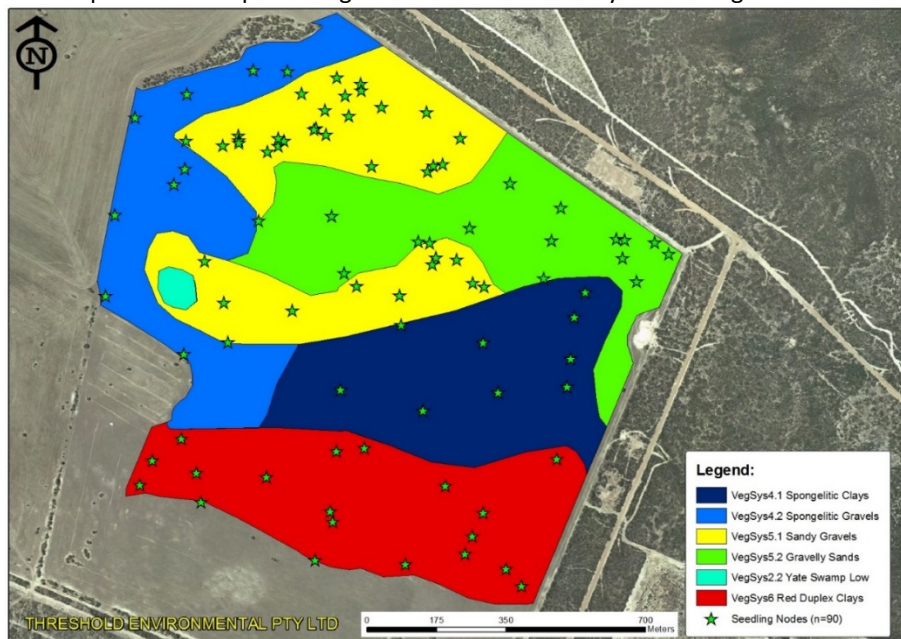 N
Legend:
VegSys4.1 Spongelitic Clays
VegSys4.2 Spongelitic Gravels
VegSys5.1 Sandy Gravels
VegSys5.2 Gravelly Sands
VegSys2.2 Yate Swamp Low
VegSys6 Red Duplex Clays
Seedling Nodes (n=90)
THRESHOLD ENVIRONMENTAL PTY LTD
0 175 350 700
Meters